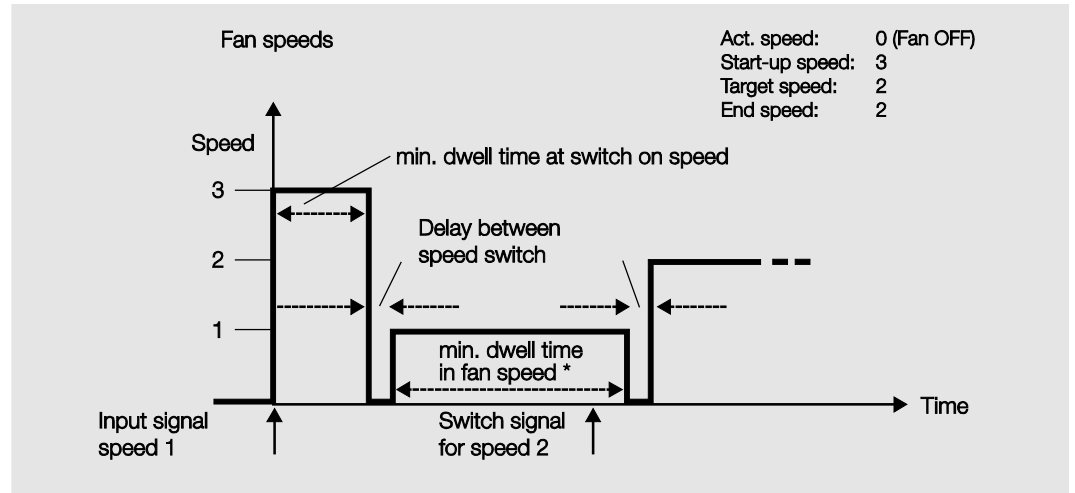 Fan speeds
Act. speed: 0 (Fan OFF)
Start-up speed: 3
Target speed: 2
End speed: 2
Speed
min. dwell time at switch on speed
3
Delay between
speed switch
2
1
min. dwell time
in fan speed *
Time
Input signal
speed 1
Switch signal
for speed 2